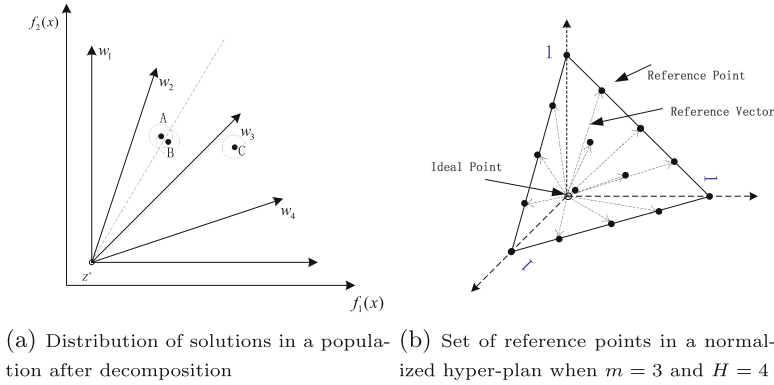 f₂(x)
w₁
w₂
A
B
w₃
C
w₄
z*
f₁(x)
1
Reference Point
Reference Vector
Ideal Point
1
1
(a) Distribution of solutions in a popula-
tion after decomposition
(b) Set of reference points in a normal-
ized hyper-plan when m = 3 and H = 4